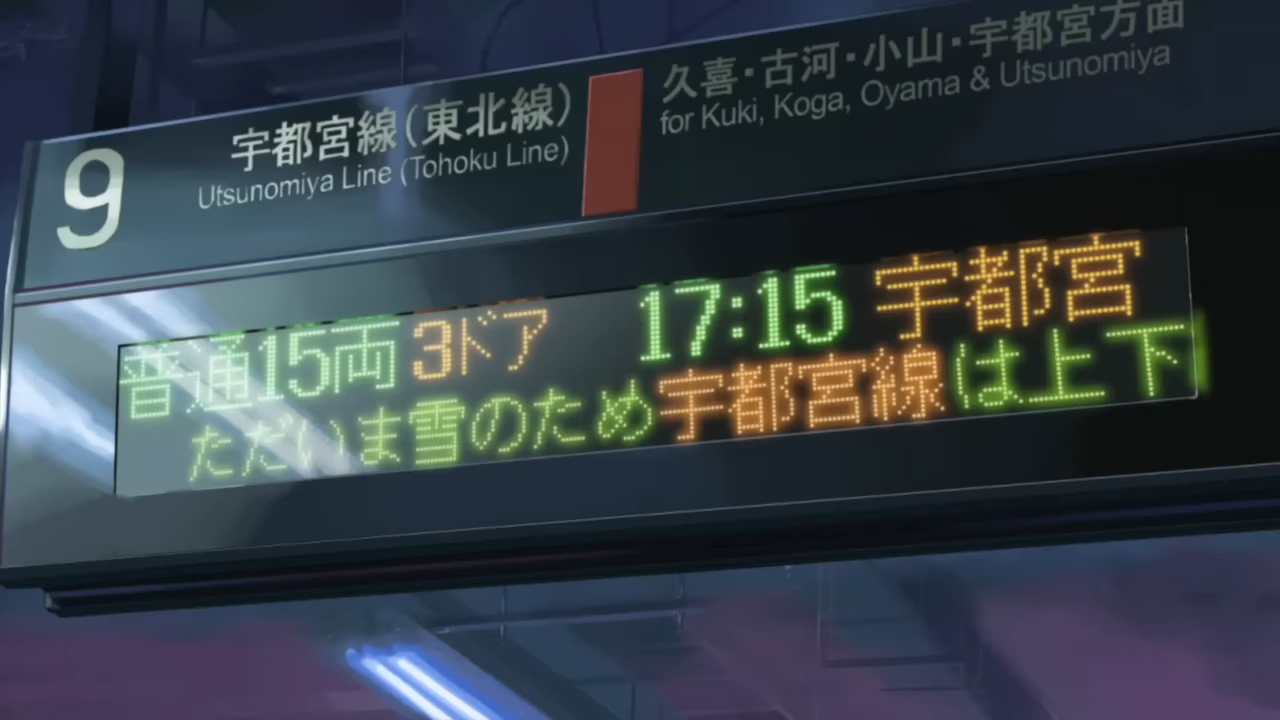 9
宇都宮線(東北線)
Utsunomiya Line (Tohoku Line)
久喜・古河・小山・宇都宮方面
for Kuki, Koga, Oyama & Utsunomiya
普通15両 3ドア 17:15 宇都宮
ただいま雪のため宇都宮線は上下